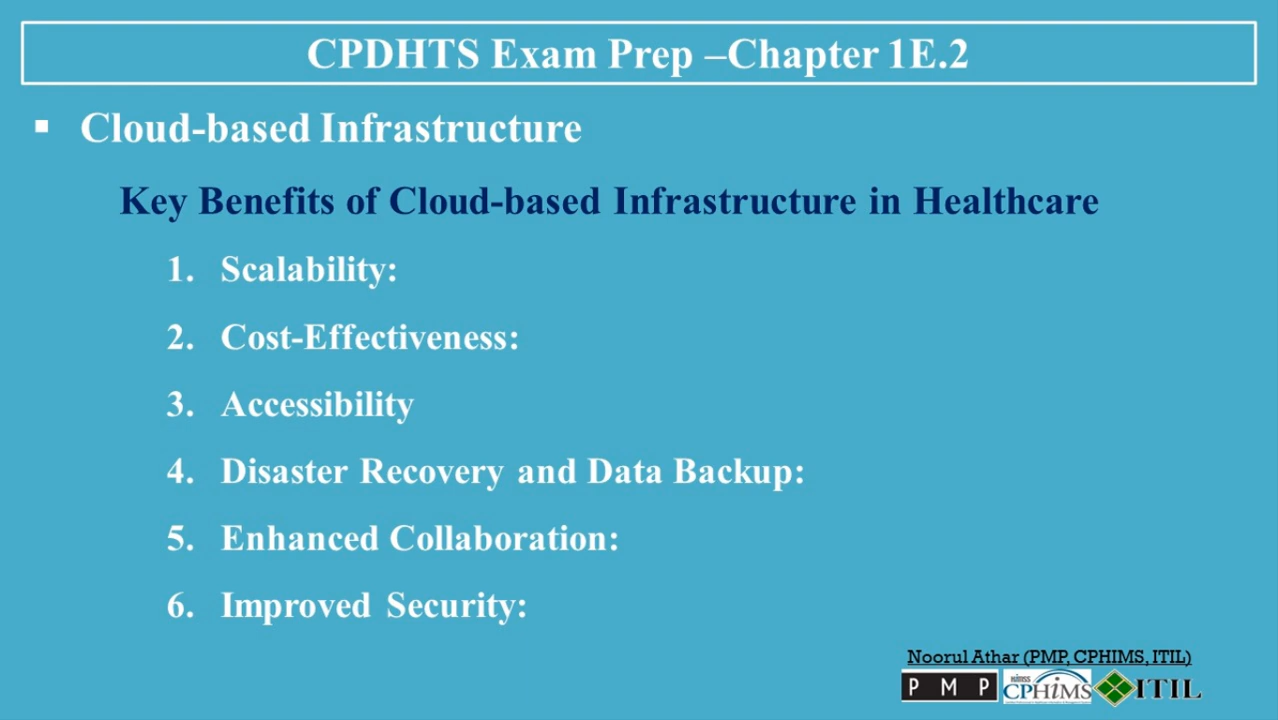 CPDHTS Exam Prep –Chapter 1E.2
▪ Cloud-based Infrastructure
Key Benefits of Cloud-based Infrastructure in Healthcare
1. Scalability:
2. Cost-Effectiveness:
3. Accessibility
4. Disaster Recovery and Data Backup:
5. Enhanced Collaboration:
6. Improved Security:
Noorul Athar (PMP, CPHIMS, ITIL)
PMP himss CPHiMS ITIL